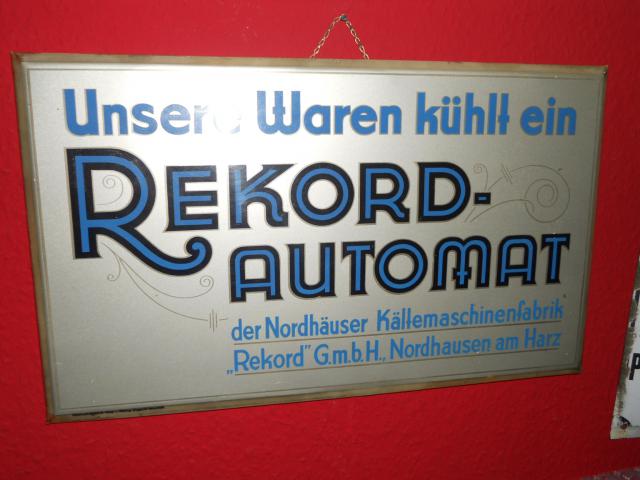 Unsere Waren kühlt ein
REKORD-
AUTOMAT
der Nordhäuser Kältemaschinenfabrik
„Rekord" G.m.b.H., Nordhausen am Harz
P